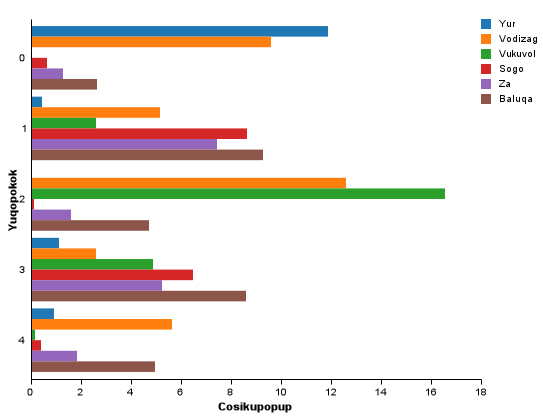 Yur
Vodizag
Vukuvol
Sogo
Za
Baluqa
Yuqopokok
0
1
2
3
4
0 2 4 6 8 10 12 14 16 18
Cosikupopup